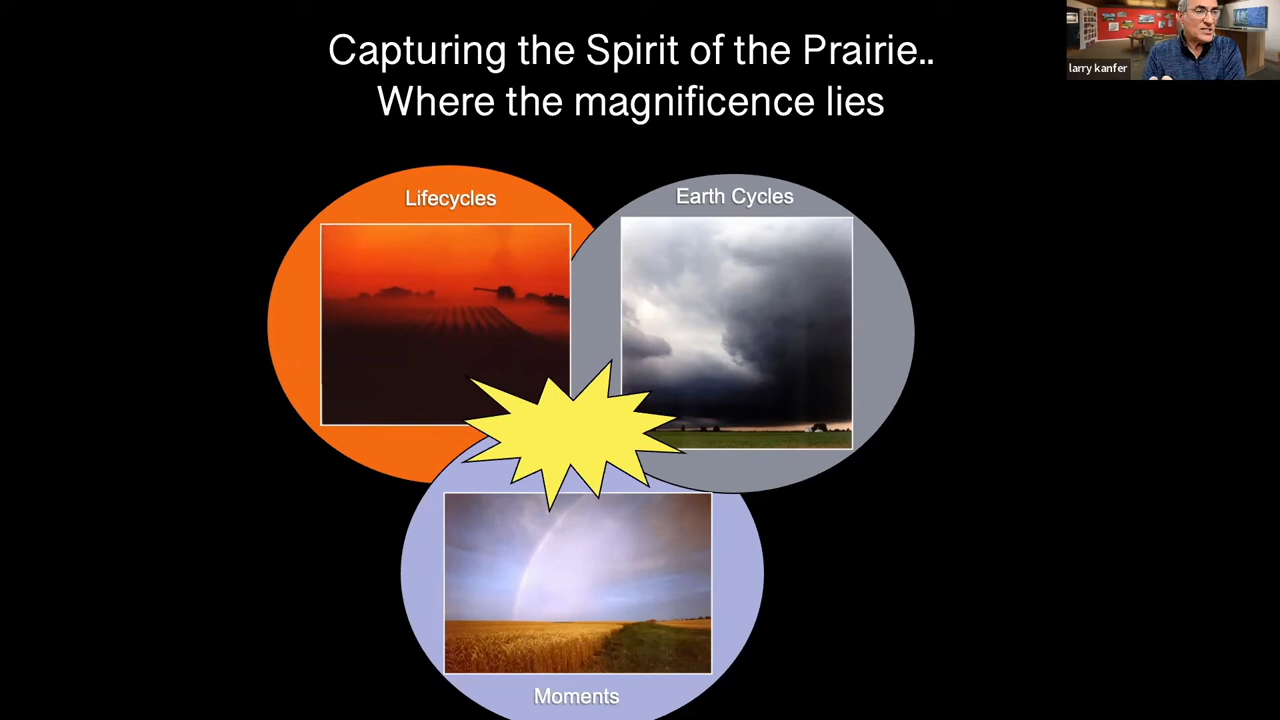 Capturing the Spirit of the Prairie..
Where the magnificence lies
larry kanfer
Lifecycles
Earth Cycles
Moments